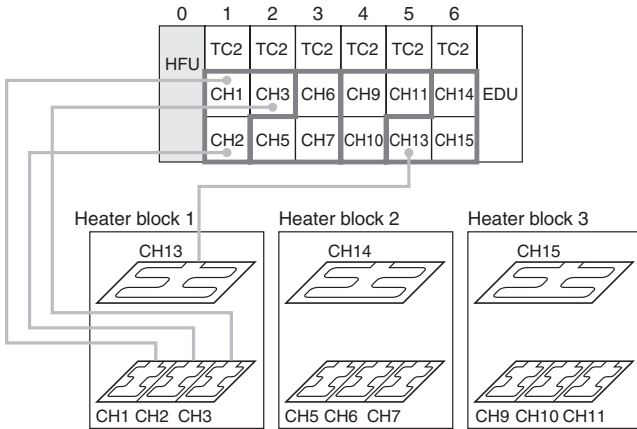 0 1 2 3 4 5 6
HFU TC2 TC2 TC2 TC2 TC2 TC2 EDU
CH1 CH3 CH6 CH9 CH11 CH14
CH2 CH5 CH7 CH10 CH13 CH15
Heater block 1 Heater block 2 Heater block 3
CH13 CH14 CH15
CH1 CH2 CH3 CH5 CH6 CH7 CH9 CH10 CH11